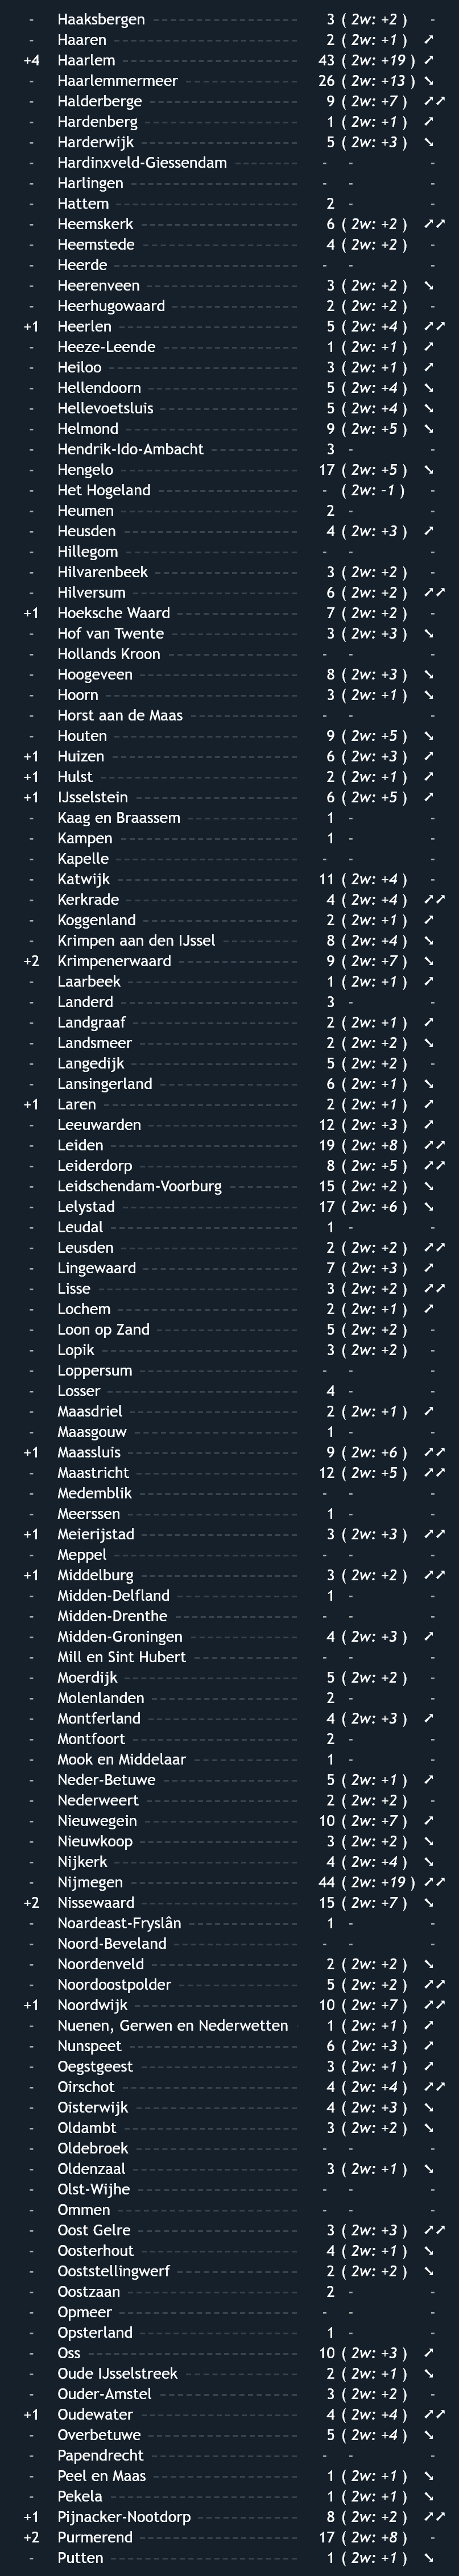 - Haaksbergen 3 ( 2w: +2 ) -
- Haaren 2 ( 2w: +1 ) ➚
+4 Haarlem 43 ( 2w: +19 ) ➚
- Haarlemmermeer 26 ( 2w: +13 ) ➘
- Halderberge 9 ( 2w: +7 ) ➚➚
- Hardenberg 1 ( 2w: +1 ) ➚
- Harderwijk 5 ( 2w: +3 ) ➘
- Hardinxveld-Giessendam - - -
- Harlingen - - -
- Hattem 2 - -
- Heemskerk 6 ( 2w: +2 ) ➚➚
- Heemstede 4 ( 2w: +2 ) -
- Heerde - - -
- Heerenveen 3 ( 2w: +2 ) ➘
- Heerhugowaard 2 ( 2w: +2 ) -
+1 Heerlen 5 ( 2w: +4 ) ➚➚
- Heeze-Leende 1 ( 2w: +1 ) ➚
- Heiloo 3 ( 2w: +1 ) ➚
- Hellendoorn 5 ( 2w: +4 ) ➘
- Hellevoetsluis 5 ( 2w: +4 ) ➘
- Helmond 9 ( 2w: +5 ) ➘
- Hendrik-Ido-Ambacht 3 - -
- Hengelo 17 ( 2w: +5 ) ➘
- Het Hogeland - ( 2w: -1 ) -
- Heumen 2 - -
- Heusden 4 ( 2w: +3 ) ➚
- Hillegom - - -
- Hilvarenbeek 3 ( 2w: +2 ) -
- Hilversum 6 ( 2w: +2 ) ➚➚
+1 Hoeksche Waard 7 ( 2w: +2 ) -
- Hof van Twente 3 ( 2w: +3 ) ➘
- Hollands Kroon - - -
- Hoogeveen 8 ( 2w: +3 ) ➘
- Hoorn 3 ( 2w: +1 ) ➘
- Horst aan de Maas - - -
- Houten 9 ( 2w: +5 ) ➘
+1 Huizen 6 ( 2w: +3 ) ➚
+1 Hulst 2 ( 2w: +1 ) ➚
+1 IJsselstein 6 ( 2w: +5 ) ➚
- Kaag en Braassem 1 - -
- Kampen 1 - -
- Kapelle - - -
- Katwijk 11 ( 2w: +4 ) -
- Kerkrade 4 ( 2w: +4 ) ➚➚
- Koggenland 2 ( 2w: +1 ) ➚
- Krimpen aan den IJssel 8 ( 2w: +4 ) ➘
+2 Krimpenerwaard 9 ( 2w: +7 ) ➘
- Laarbeek 1 ( 2w: +1 ) ➚
- Landerd 3 - -
- Landgraaf 2 ( 2w: +1 ) ➚
- Landsmeer 2 ( 2w: +2 ) ➘
- Langedijk 5 ( 2w: +2 ) -
- Lansingerland 6 ( 2w: +1 ) ➘
+1 Laren 2 ( 2w: +1 ) ➚
- Leeuwarden 12 ( 2w: +3 ) ➚
- Leiden 19 ( 2w: +8 ) ➚➚
- Leiderdorp 8 ( 2w: +5 ) ➚➚
- Leidschendam-Voorburg 15 ( 2w: +2 ) ➘
- Lelystad 17 ( 2w: +6 ) ➘
- Leudal 1 - -
- Leusden 2 ( 2w: +2 ) ➚➚
- Lingewaard 7 ( 2w: +3 ) ➚
- Lisse 3 ( 2w: +2 ) ➚➚
- Lochem 2 ( 2w: +1 ) ➚
- Loon op Zand 5 ( 2w: +2 ) -
- Lopik 3 ( 2w: +2 ) -
- Loppersum - - -
- Losser 4 - -
- Maasdriel 2 ( 2w: +1 ) ➚
- Maasgouw 1 - -
+1 Maassluis 9 ( 2w: +6 ) ➚➚
- Maastricht 12 ( 2w: +5 ) ➚➚
- Medemblik - - -
- Meerssen 1 - -
+1 Meierijstad 3 ( 2w: +3 ) ➚➚
- Meppel - - -
+1 Middelburg 3 ( 2w: +2 ) ➚➚
- Midden-Delfland 1 - -
- Midden-Drenthe - - -
- Midden-Groningen 4 ( 2w: +3 ) ➚
- Mill en Sint Hubert - - -
- Moerdijk 5 ( 2w: +2 ) -
- Molenlanden 2 - -
- Montferland 4 ( 2w: +3 ) ➚
- Montfoort 2 - -
- Mook en Middelaar 1 - -
- Neder-Betuwe 5 ( 2w: +1 ) ➚
- Nederweert 2 ( 2w: +2 ) -
- Nieuwegein 10 ( 2w: +7 ) ➚
- Nieuwkoop 3 ( 2w: +2 ) ➘
- Nijkerk 4 ( 2w: +4 ) ➘
- Nijmegen 44 ( 2w: +19 ) ➚➚
+2 Nissewaard 15 ( 2w: +7 ) ➘
- Noardeast-Fryslân 1 - -
- Noord-Beveland - - -
- Noordenveld 2 ( 2w: +2 ) ➘
- Noordoostpolder 5 ( 2w: +2 ) ➚➚
+1 Noordwijk 10 ( 2w: +7 ) ➚➚
- Nuenen, Gerwen en Nederwetten 1 ( 2w: +1 ) ➚
- Nunspeet 6 ( 2w: +3 ) ➚
- Oegstgeest 3 ( 2w: +1 ) ➚
- Oirschot 4 ( 2w: +4 ) ➚➚
- Oisterwijk 4 ( 2w: +3 ) ➘
- Oldambt 3 ( 2w: +2 ) ➘
- Oldebroek - - -
- Oldenzaal 3 ( 2w: +1 ) ➘
- Olst-Wijhe - - -
- Ommen - - -
- Oost Gelre 3 ( 2w: +3 ) ➚➚
- Oosterhout 4 ( 2w: +1 ) ➘
- Ooststellingwerf 2 ( 2w: +2 ) ➘
- Oostzaan 2 - -
- Opmeer - - -
- Opsterland 1 - -
- Oss 10 ( 2w: +3 ) ➚
- Oude IJsselstreek 2 ( 2w: +1 ) ➘
- Ouder-Amstel 3 ( 2w: +2 ) -
+1 Oudewater 4 ( 2w: +4 ) ➚➚
- Overbetuwe 5 ( 2w: +4 ) ➘
- Papendrecht - - -
- Peel en Maas 1 ( 2w: +1 ) ➘
- Pekela 1 ( 2w: +1 ) ➘
+1 Pijnacker-Nootdorp 8 ( 2w: +2 ) ➚➚
+2 Purmerend 17 ( 2w: +8 ) -
- Putten 1 ( 2w: +1 ) ➘